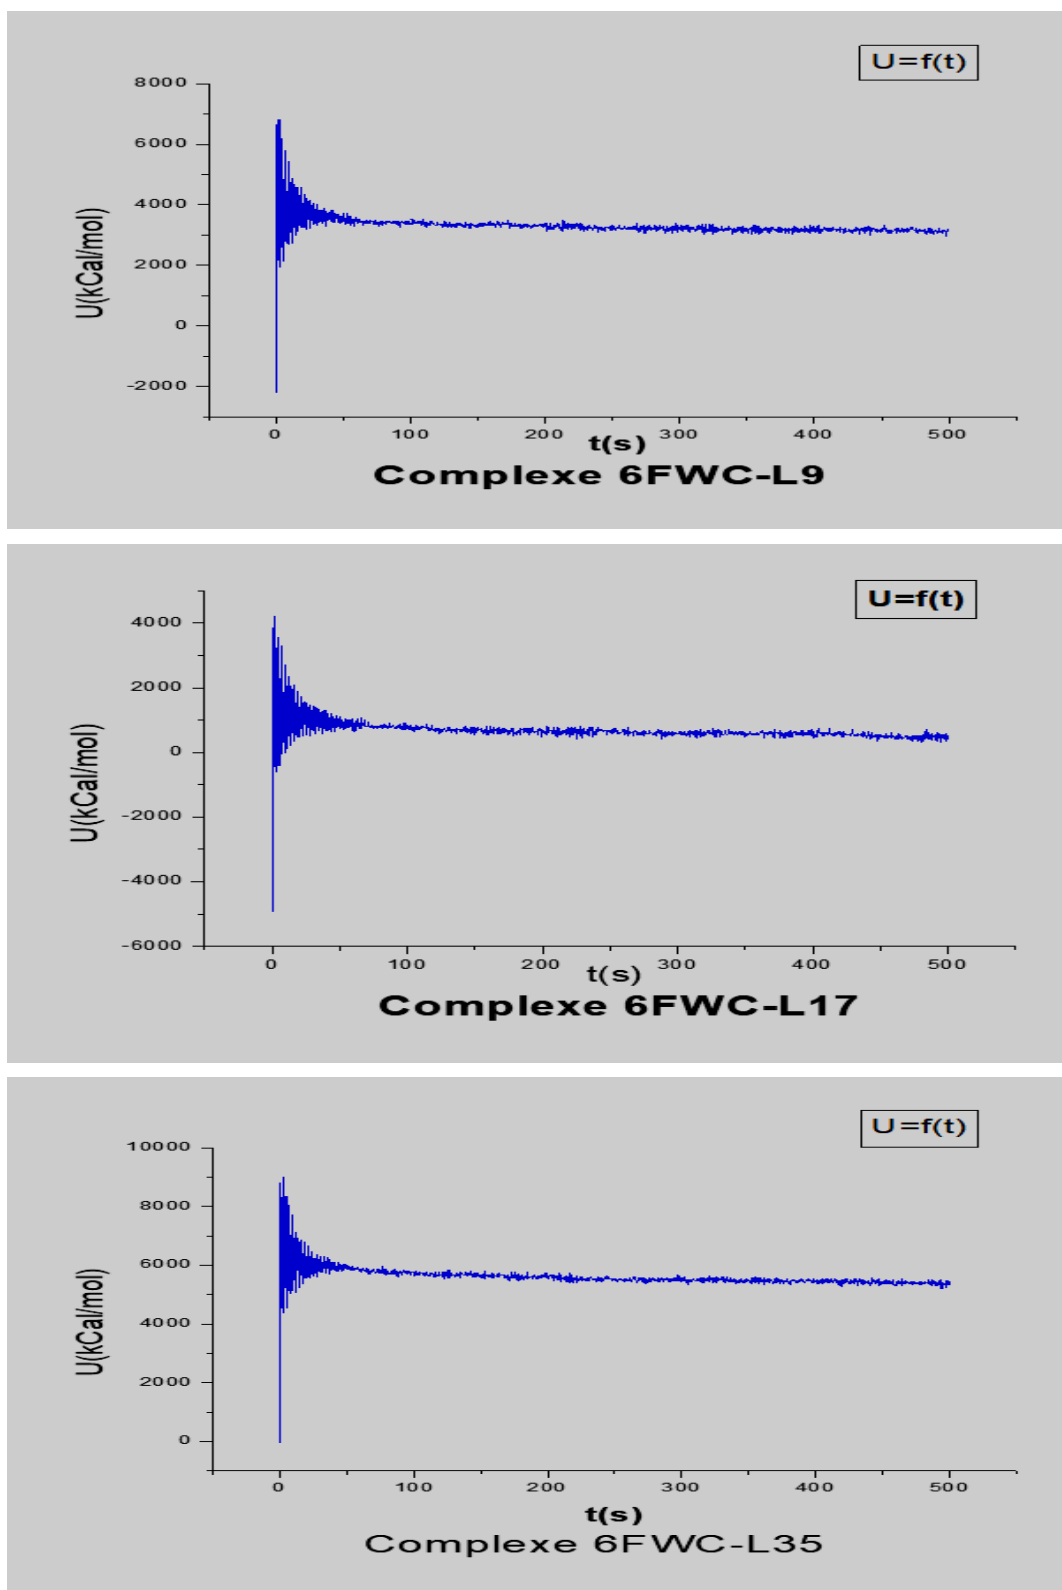 U=f(t)
8000
6000
4000
2000
0
-2000
U(kCal/mol)
0 100 200 300 400 500
t(s)
Complexe 6FWC-L9
U=f(t)
4000
2000
0
-2000
-4000
-6000
U(kCal/mol)
0 100 200 300 400 500
t(s)
Complexe 6FWC-L17
U=f(t)
10000
8000
6000
4000
2000
0
U(kCal/mol)
0 100 200 300 400 500
t(s)
Complexe 6FWC-L35